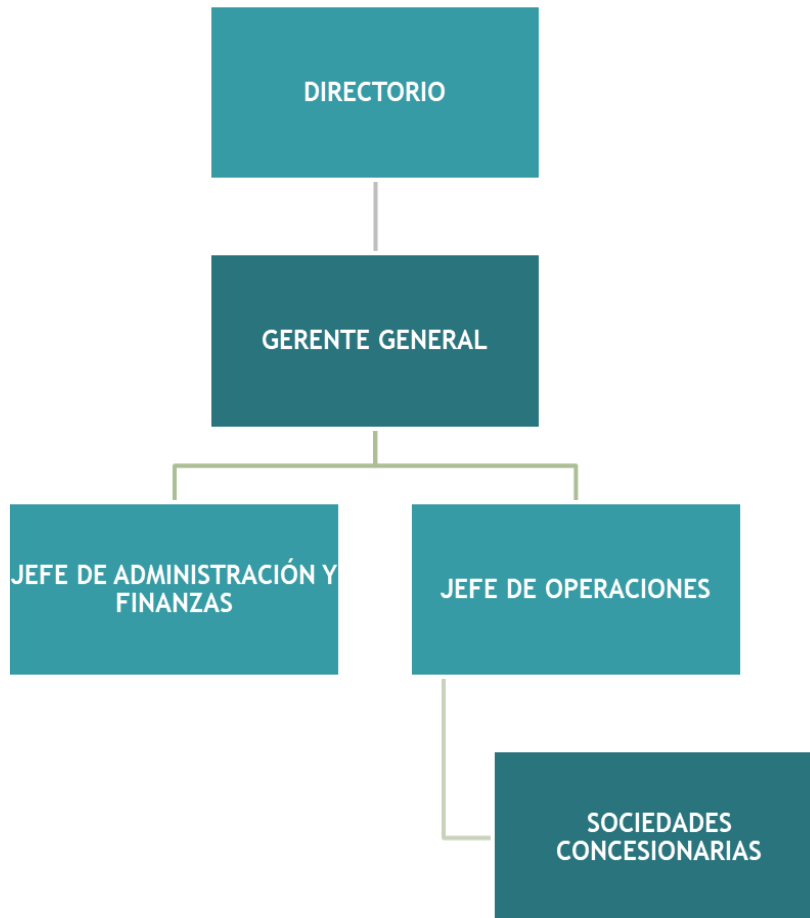 DIRECTORIO
GERENTE GENERAL
JEFE DE ADMINISTRACIÓN Y
FINANZAS
JEFE DE OPERACIONES
SOCIEDADES
CONCESIONARIAS